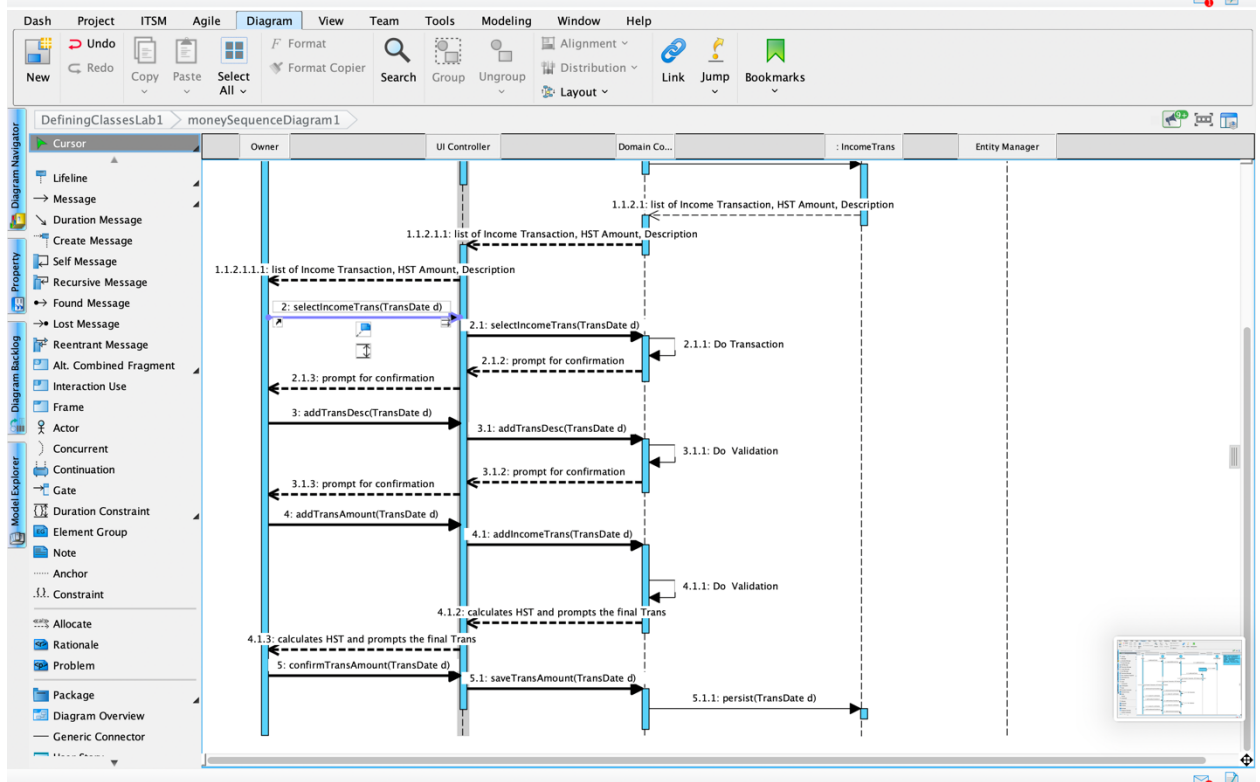 Dash Project ITSM Agile Diagram View Team Tools Modeling Window Help
New
Undo
Redo
Copy
Paste
Select
All
Format
Format Copier
Search
Group
Ungroup
Alignment
Distribution
Layout
Link
Jump
Bookmarks
DefiningClassesLab1 moneySequenceDiagram1
Diagram Navigator
Property
Diagram Backlog
Model Explorer
Cursor
Lifeline
Message
Duration Message
Create Message
Self Message
Recursive Message
Found Message
Lost Message
Reentrant Message
Alt. Combined Fragment
Interaction Use
Frame
Actor
Concurrent
Continuation
Gate
Duration Constraint
Element Group
Note
Anchor
Constraint
Allocate
Rationale
Problem
Package
Diagram Overview
Generic Connector
Owner UI Controller Domain Co... : IncomeTrans Entity Manager
1.1.2.1: list of Income Transaction, HST Amount, Description
1.1.2.1.1: list of Income Transaction, HST Amount, Description
1.1.2.1.1.1: list of Income Transaction, HST Amount, Description
2: selectIncomeTrans(TransDate d)
2.1: selectIncomeTrans(TransDate d)
2.1.1: Do Transaction
2.1.2: prompt for confirmation
2.1.3: prompt for confirmation
3: addTransDesc(TransDate d)
3.1: addTransDesc(TransDate d)
3.1.1: Do Validation
3.1.2: prompt for confirmation
3.1.3: prompt for confirmation
4: addTransAmount(TransDate d)
4.1: addIncomeTrans(TransDate d)
4.1.1: Do Validation
4.1.2: calculates HST and prompts the final Trans
4.1.3: calculates HST and prompts the final Trans
5: confirmTransAmount(TransDate d)
5.1: saveTransAmount(TransDate d)
5.1.1: persist(TransDate d)